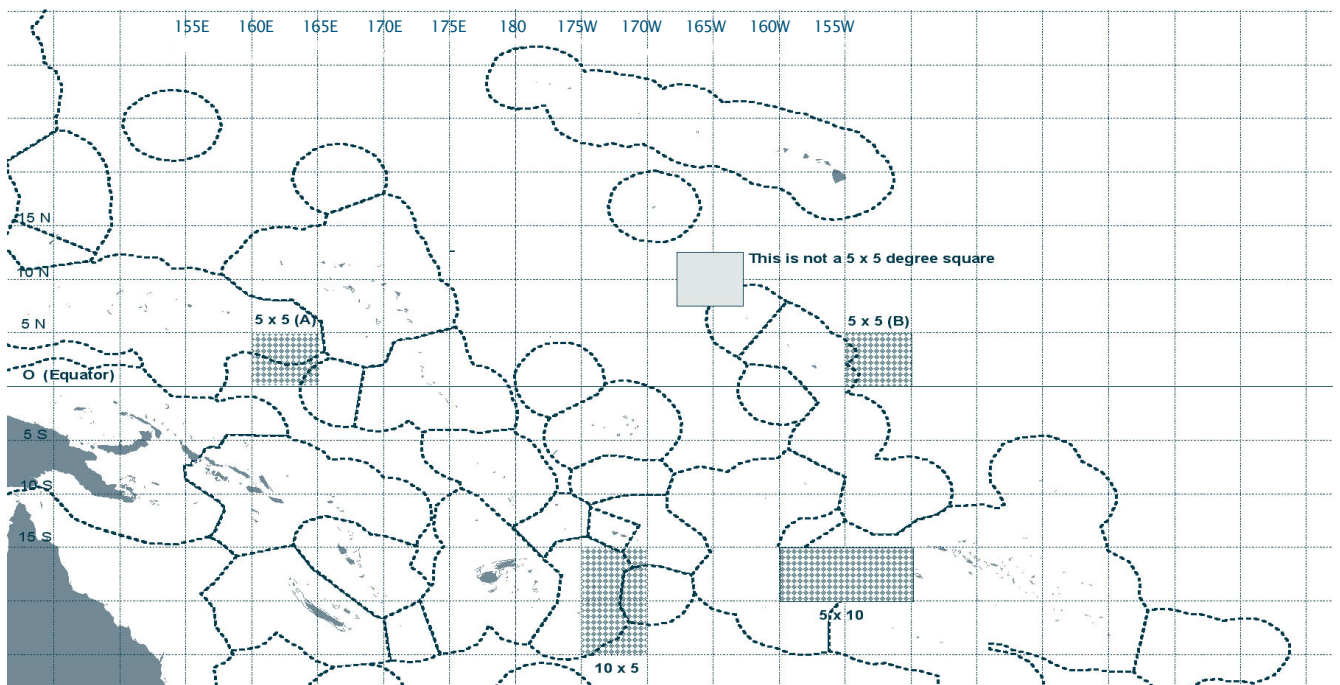 155E 160E 165E 170E 175E 180 175W 170W 165W 160W 155W
15 N
This is not a 5 x 5 degree square
10 N
5 x 5 (A)
5 x 5 (B)
5 N
O (Equator)
5 S
10 S
15 S
5 x 10
10 x 5